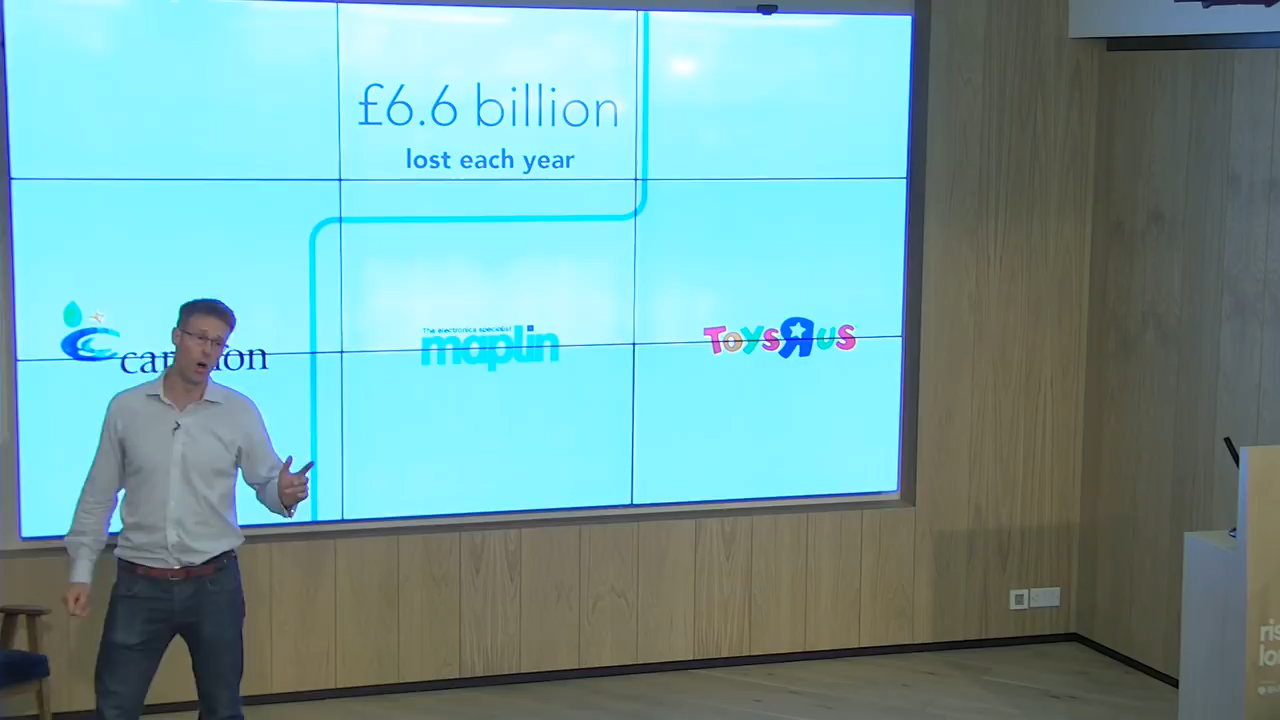 £6.6 billion
lost each year
The electronics specialist
maplin
TOYSRUS